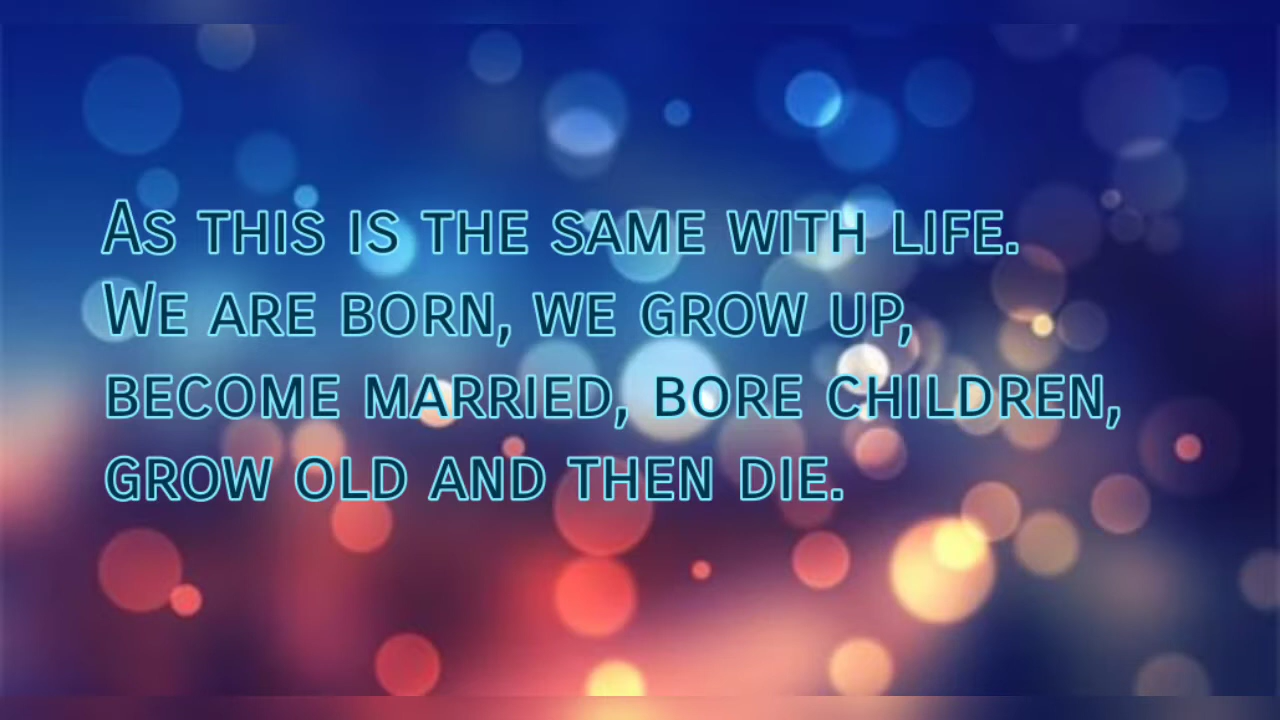 As this is the same with life.
We are born, we grow up,
become married, bore children,
grow old and then die.